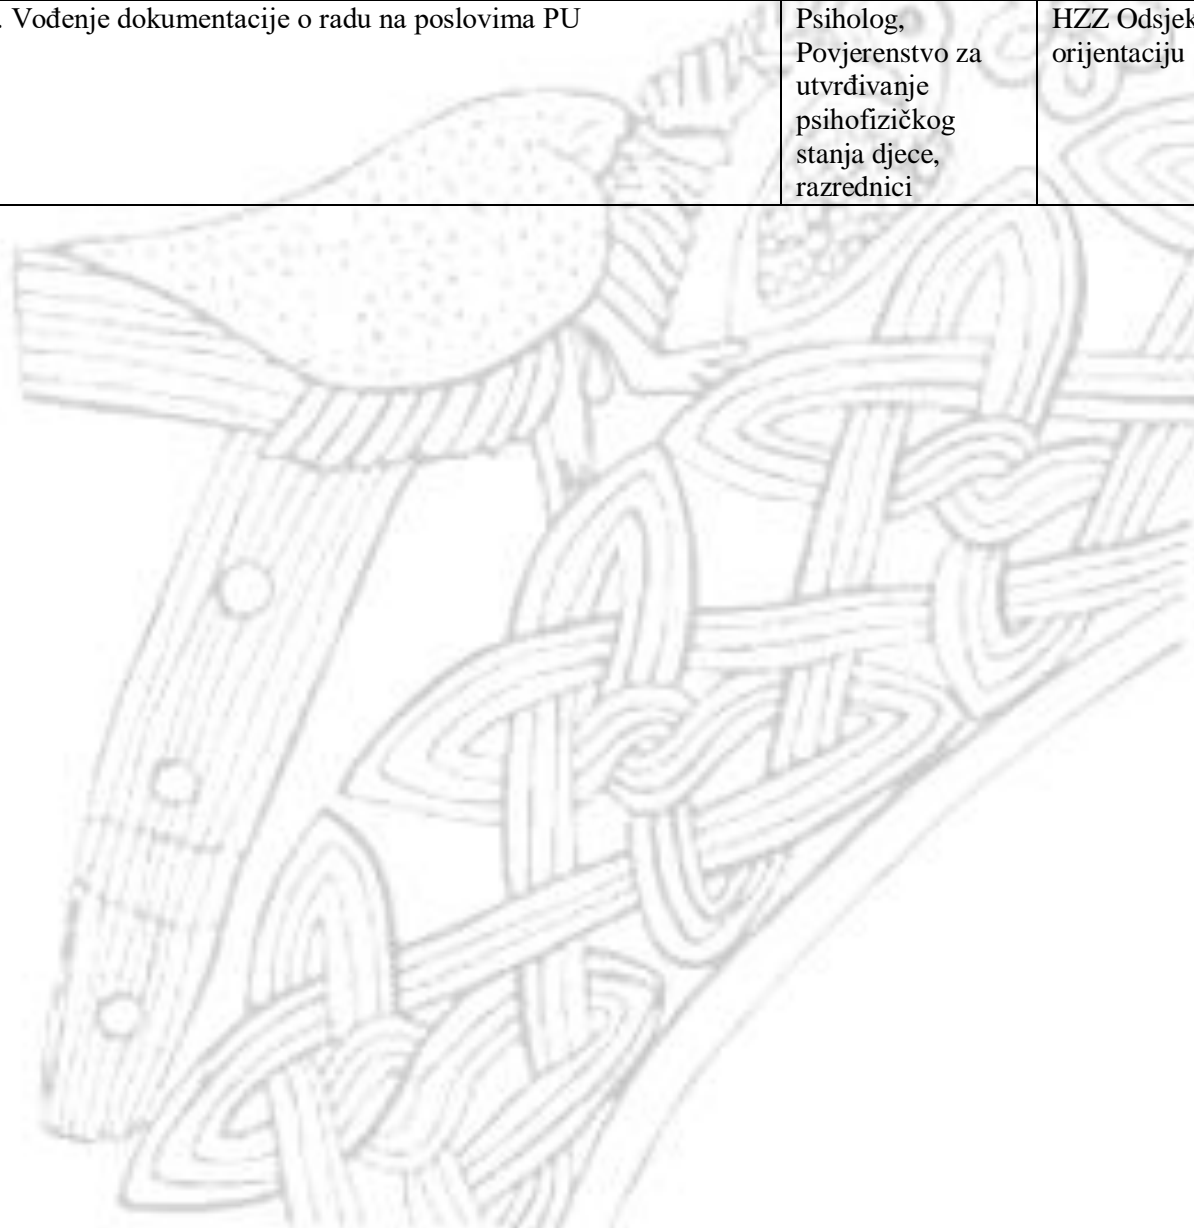 . Vođenje dokumentacije o radu na poslovima PU
Psiholog,
Povjerenstvo za
utvrđivanje
psihofizičkog
stanja djece,
razrednici
HZZ Odsjek
orijentaciju